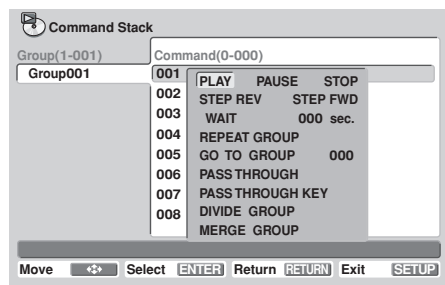 Command Stack
Group(1-001) Command(0-000)
Group001 001 PLAY PAUSE STOP
002 STEP REV STEP FWD
003 WAIT 000 sec.
004 REPEAT GROUP
005 GO TO GROUP 000
006 PASS THROUGH
007 PASS THROUGH KEY
008 DIVIDE GROUP
MERGE GROUP
Move Select ENTER Return RETURN Exit SETUP